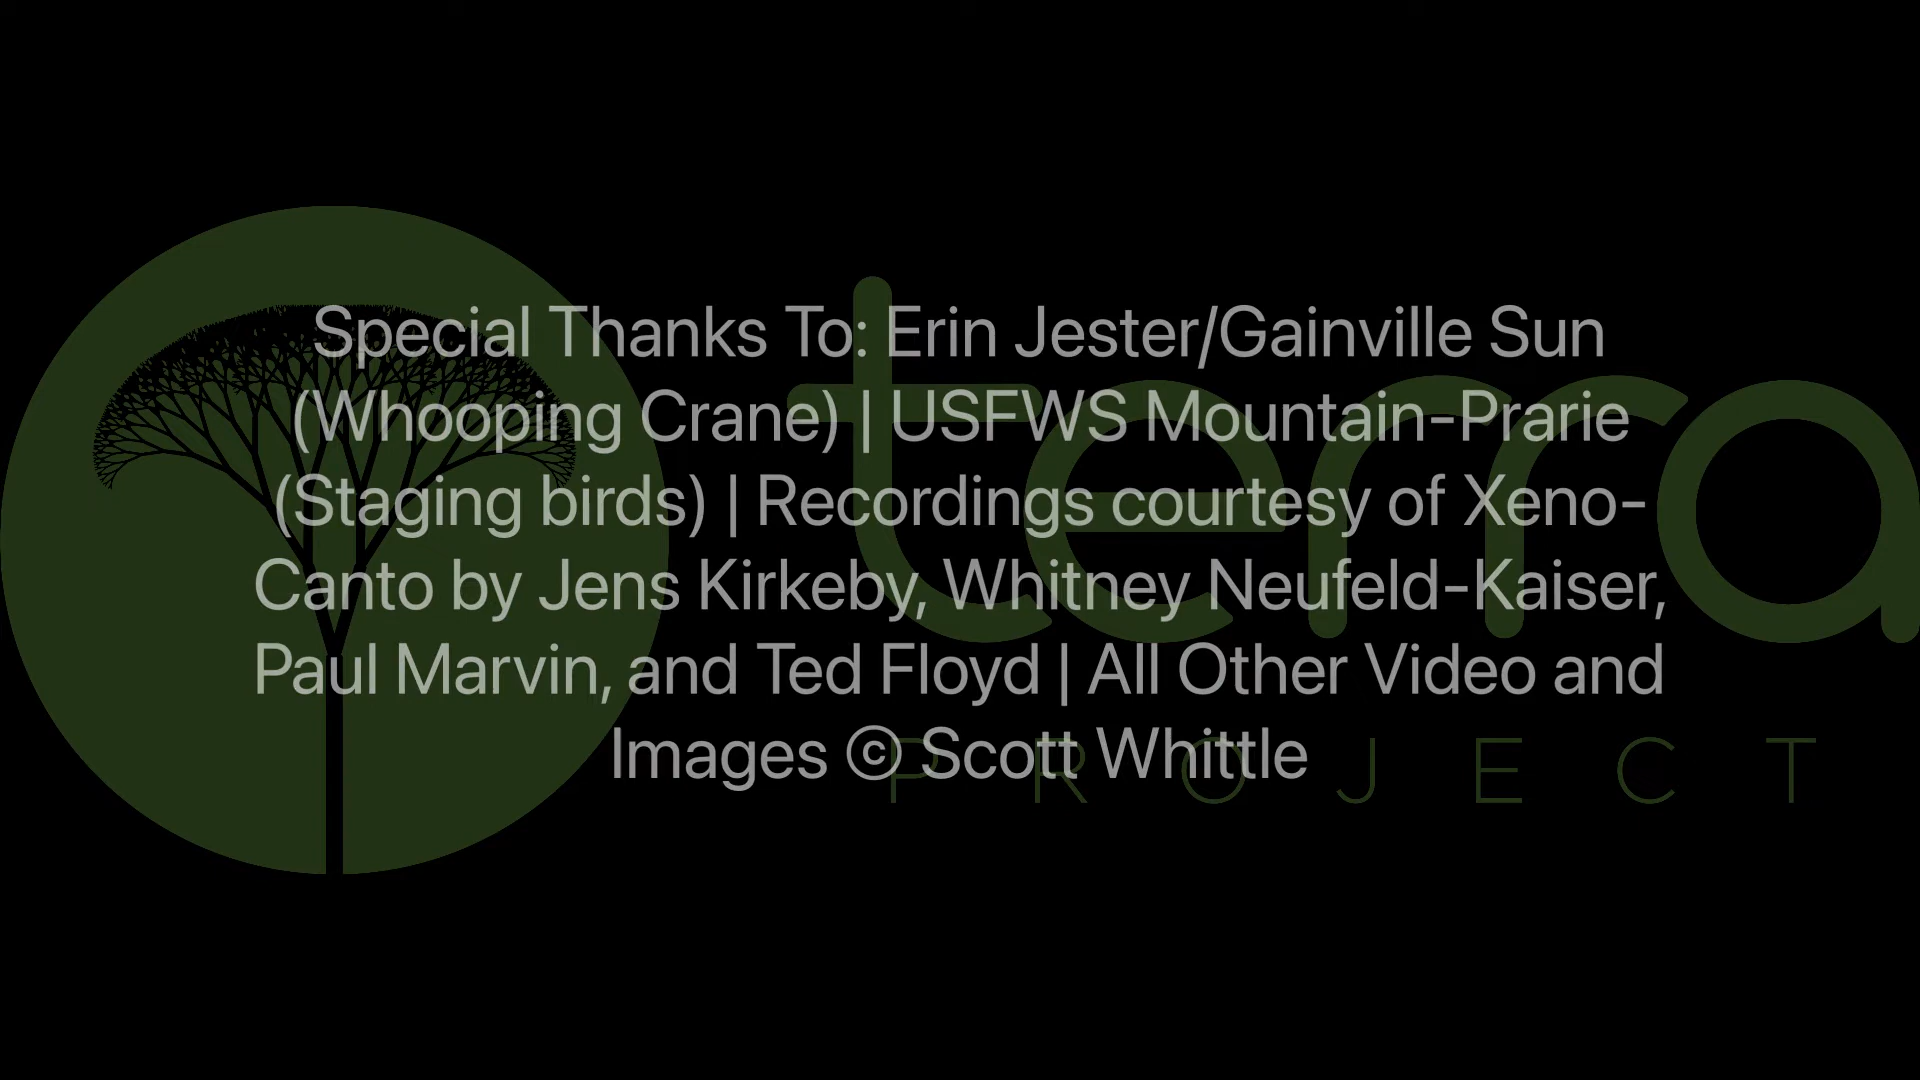 Special Thanks To: Erin Jester/Gainville Sun
(Whooping Crane) | USFWS Mountain-Prarie
(Staging birds) | Recordings courtesy of Xeno-
Canto by Jens Kirkeby, Whitney Neufeld-Kaiser,
Paul Marvin, and Ted Floyd | All Other Video and
Images © Scott Whittle
terra
PROJECT